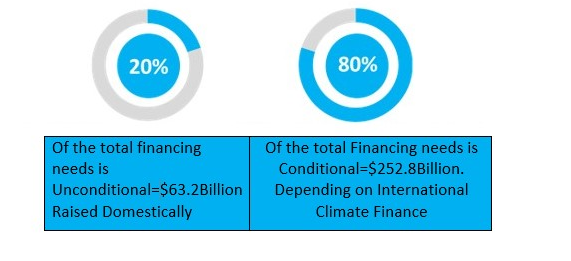 20%
80%
Of the total financing
needs is
Unconditional=$63.2Billion
Raised Domestically
Of the total Financing needs is
Conditional=$252.8Billion.
Depending on International
Climate Finance